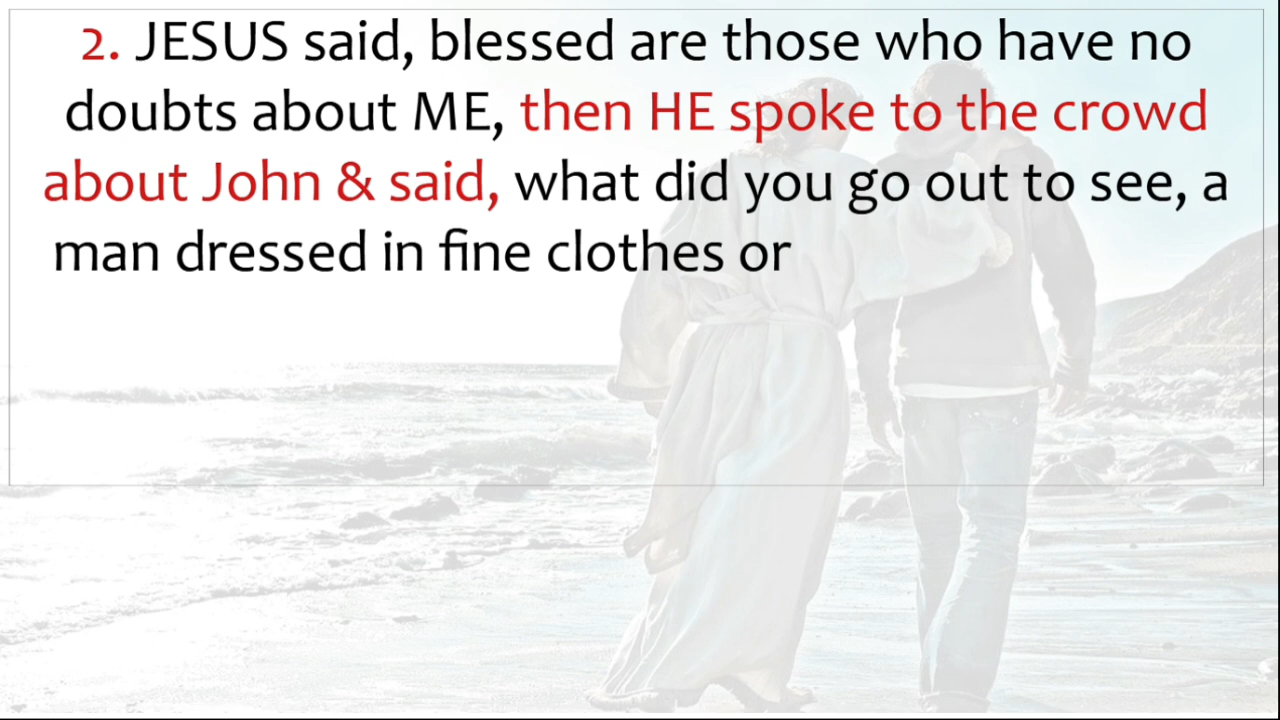 2. JESUS said, blessed are those who have no
doubts about ME, then HE spoke to the crowd
about John & said, what did you go out to see, a
man dressed in fine clothes or